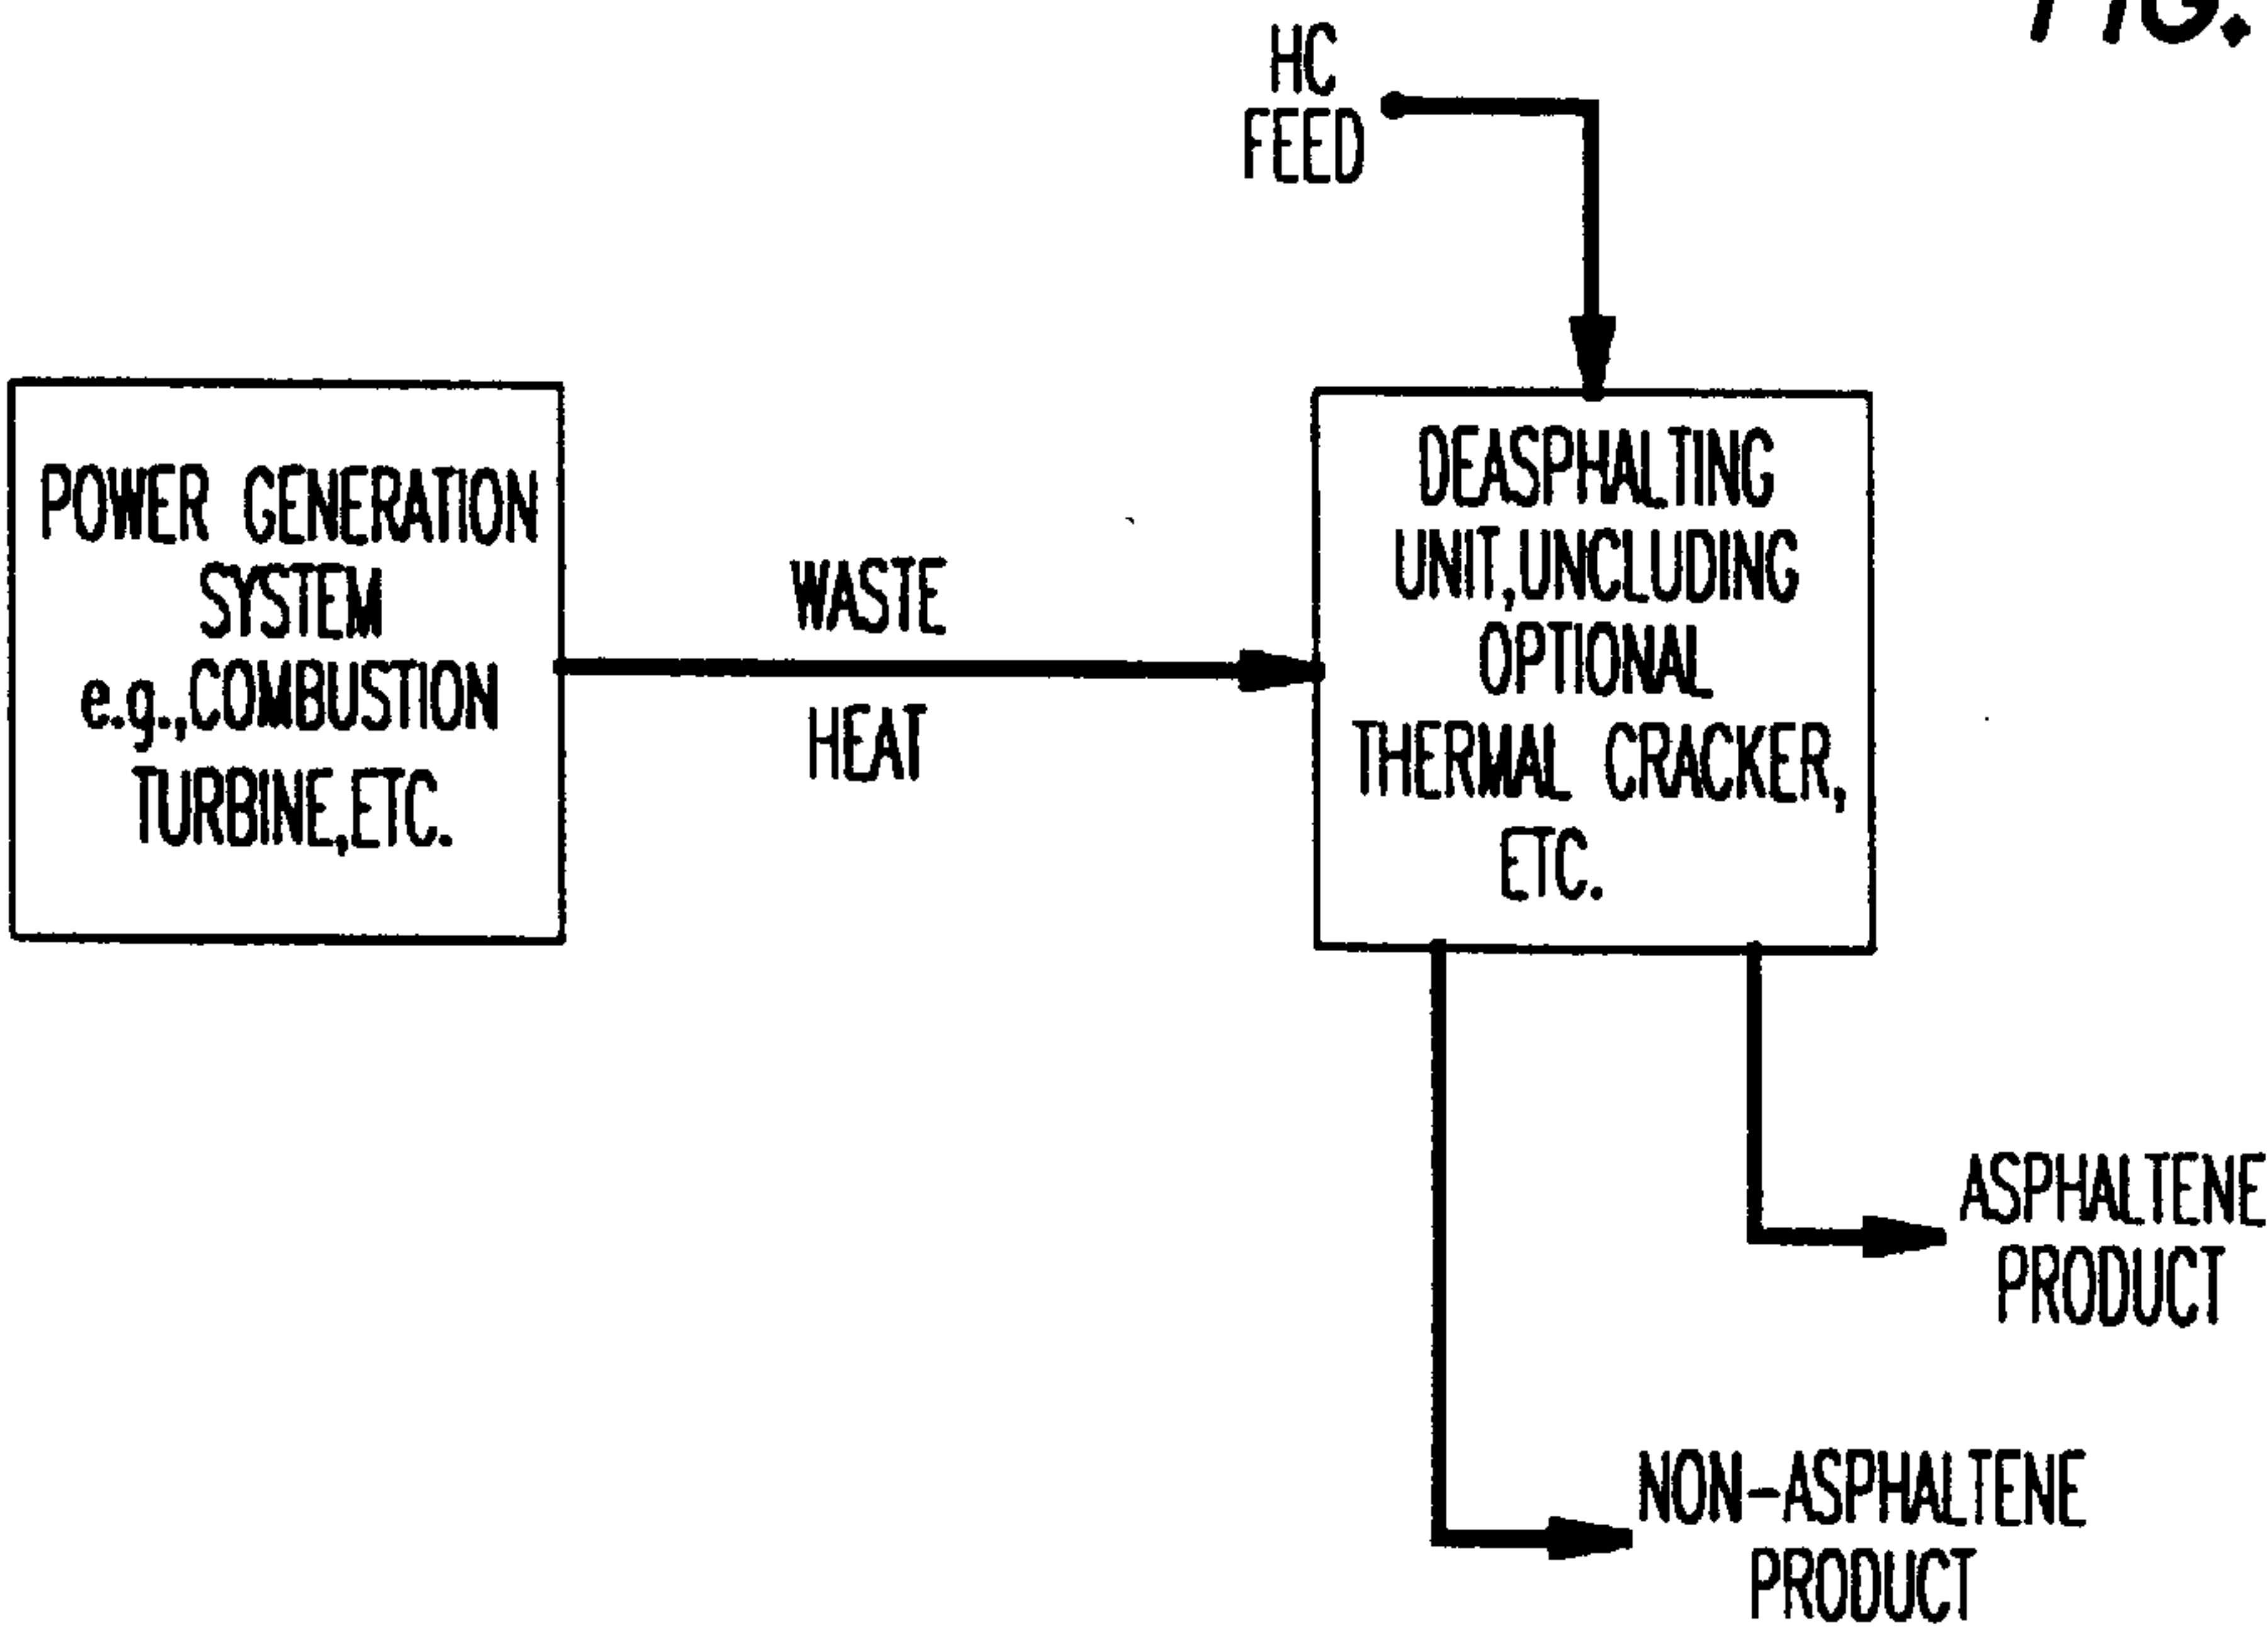 FIG.
HC
FEED
POWER GENERATION
SYSTEM
e.g.,COMBUSTION
TURBINE,ETC.
WASTE
HEAT
DEASPHALTING
UNIT,UNCLUDING
OPTIONAL
THERMAL CRACKER,
ETC.
ASPHALTENE
PRODUCT
NON-ASPHALTENE
PRODUCT